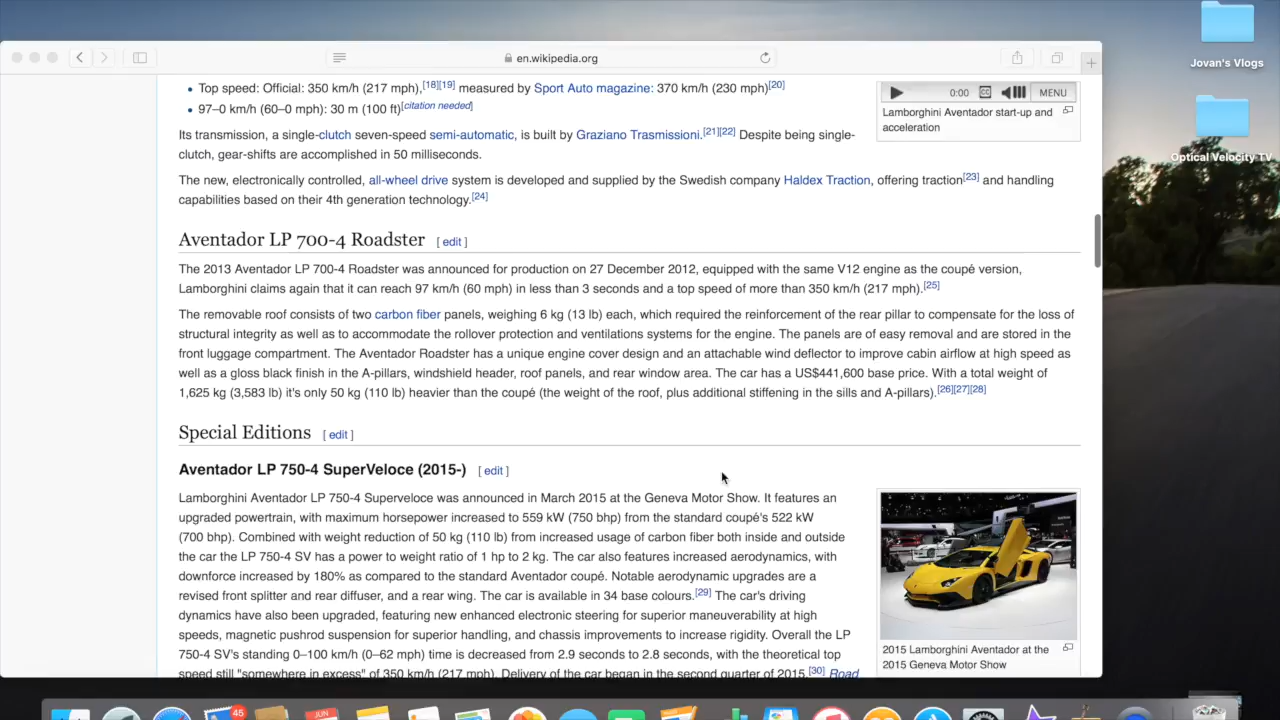 en.wikipedia.org
Jovan's Vlogs
Optical Velocity TV
• Top speed: Official: 350 km/h (217 mph),[18][19] measured by Sport Auto magazine: 370 km/h (230 mph)[20]
• 97–0 km/h (60–0 mph): 30 m (100 ft)[citation needed]
Its transmission, a single-clutch seven-speed semi-automatic, is built by Graziano Trasmissioni.[21][22] Despite being single-
clutch, gear-shifts are accomplished in 50 milliseconds.
The new, electronically controlled, all-wheel drive system is developed and supplied by the Swedish company Haldex Traction, offering traction[23] and handling
capabilities based on their 4th generation technology.[24]
0:00
MENU
Lamborghini Aventador start-up and
acceleration
Aventador LP 700-4 Roadster [ edit ]
The 2013 Aventador LP 700-4 Roadster was announced for production on 27 December 2012, equipped with the same V12 engine as the coupé version,
Lamborghini claims again that it can reach 97 km/h (60 mph) in less than 3 seconds and a top speed of more than 350 km/h (217 mph).[25]
The removable roof consists of two carbon fiber panels, weighing 6 kg (13 lb) each, which required the reinforcement of the rear pillar to compensate for the loss of
structural integrity as well as to accommodate the rollover protection and ventilations systems for the engine. The panels are of easy removal and are stored in the
front luggage compartment. The Aventador Roadster has a unique engine cover design and an attachable wind deflector to improve cabin airflow at high speed as
well as a gloss black finish in the A-pillars, windshield header, roof panels, and rear window area. The car has a US$441,600 base price. With a total weight of
1,625 kg (3,583 lb) it's only 50 kg (110 lb) heavier than the coupé (the weight of the roof, plus additional stiffening in the sills and A-pillars).[26][27][28]
Special Editions [ edit ]
Aventador LP 750-4 SuperVeloce (2015-) [ edit ]
Lamborghini Aventador LP 750-4 Superveloce was announced in March 2015 at the Geneva Motor Show. It features an
upgraded powertrain, with maximum horsepower increased to 559 kW (750 bhp) from the standard coupé's 522 kW
(700 bhp). Combined with weight reduction of 50 kg (110 lb) from increased usage of carbon fiber both inside and outside
the car the LP 750-4 SV has a power to weight ratio of 1 hp to 2 kg. The car also features increased aerodynamics, with
downforce increased by 180% as compared to the standard Aventador coupé. Notable aerodynamic upgrades are a
revised front splitter and rear diffuser, and a rear wing. The car is available in 34 base colours.[29] The car's driving
dynamics have also been upgraded, featuring new enhanced electronic steering for superior maneuverability at high
speeds, magnetic pushrod suspension for superior handling, and chassis improvements to increase rigidity. Overall the LP
750-4 SV's standing 0–100 km/h (0–62 mph) time is decreased from 2.9 seconds to 2.8 seconds, with the theoretical top
speed still "somewhere in excess" of 350 km/h (217 mph). Delivery of the car began in the second quarter of 2015.[30] Road
2015 Lamborghini Aventador at the
2015 Geneva Motor Show
45
JUN